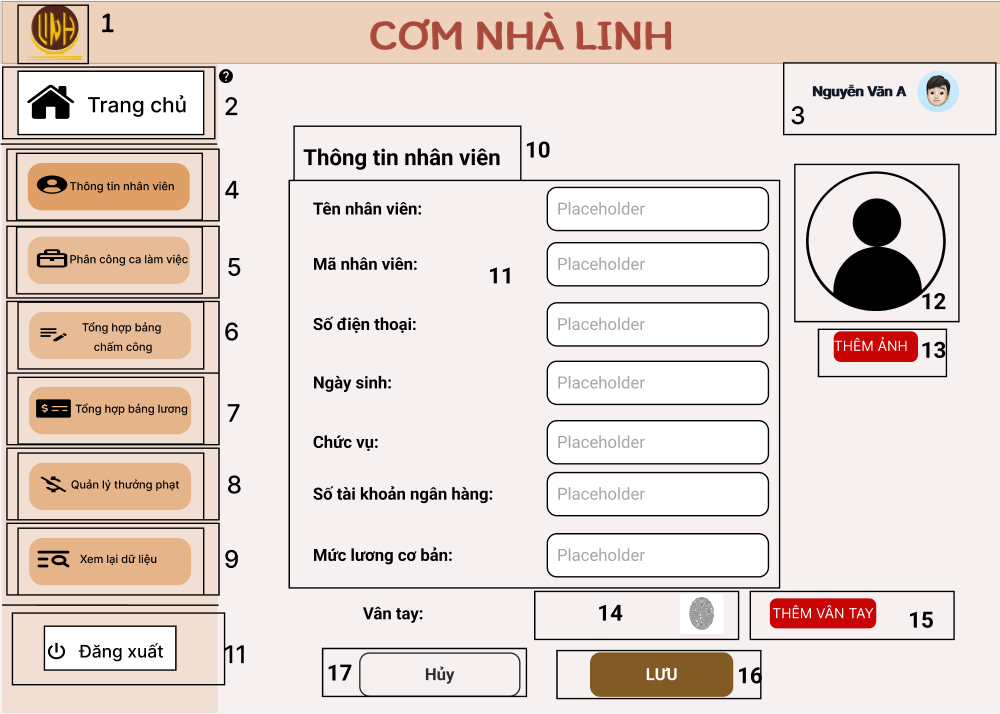 UNH
1
CƠM NHÀ LINH
?
Trang chủ
2
Nguyễn Văn A
3
Thông tin nhân viên
4
Phân công ca làm việc
5
Tổng hợp bảng
chấm công
6
$
Tổng hợp bảng lương
7
Quản lý thưởng phạt
8
Xem lại dữ liệu
9
Đăng xuất
11
Thông tin nhân viên
10
Tên nhân viên:
Placeholder
Mã nhân viên:
11
Placeholder
Số điện thoại:
Placeholder
Ngày sinh:
Placeholder
Chức vụ:
Placeholder
Số tài khoản ngân hàng:
Placeholder
Mức lương cơ bản:
Placeholder
12
THÊM ẢNH
13
Vân tay:
14
THÊM VÂN TAY
15
17
Hủy
LƯU
16